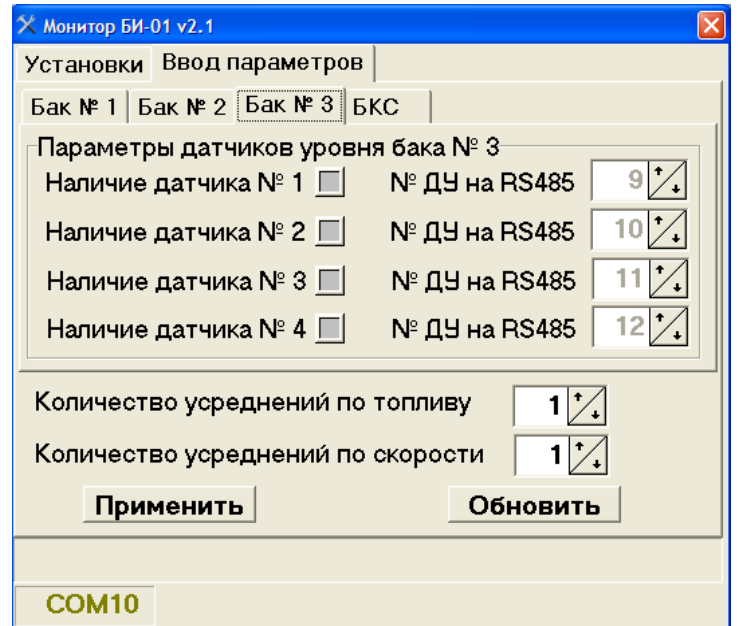 Монитор БИ-01 v2.1
Установки Ввод параметров
Бак № 1 Бак № 2 Бак № 3 БКС
Параметры датчиков уровня бака № 3
Наличие датчика № 1 № ДУ на RS485 9
Наличие датчика № 2 № ДУ на RS485 10
Наличие датчика № 3 № ДУ на RS485 11
Наличие датчика № 4 № ДУ на RS485 12
Количество усреднений по топливу 1
Количество усреднений по скорости 1
Применить Обновить
COM10